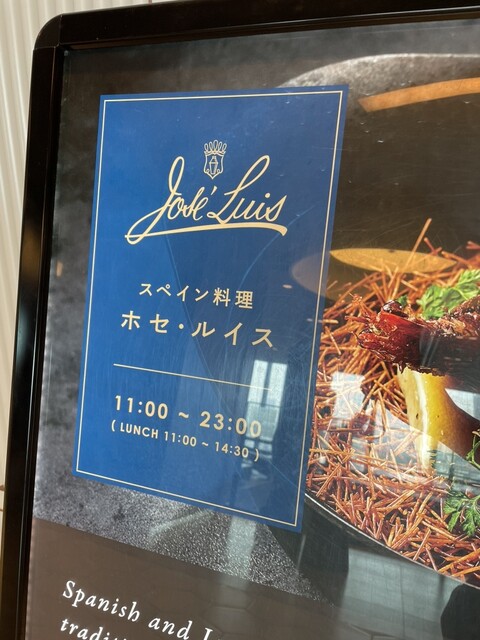 José Luis
スペイン料理
ホセ・ルイス
11:00 ~ 23:00
( LUNCH 11:00 ~ 14:30 )
Spanish and